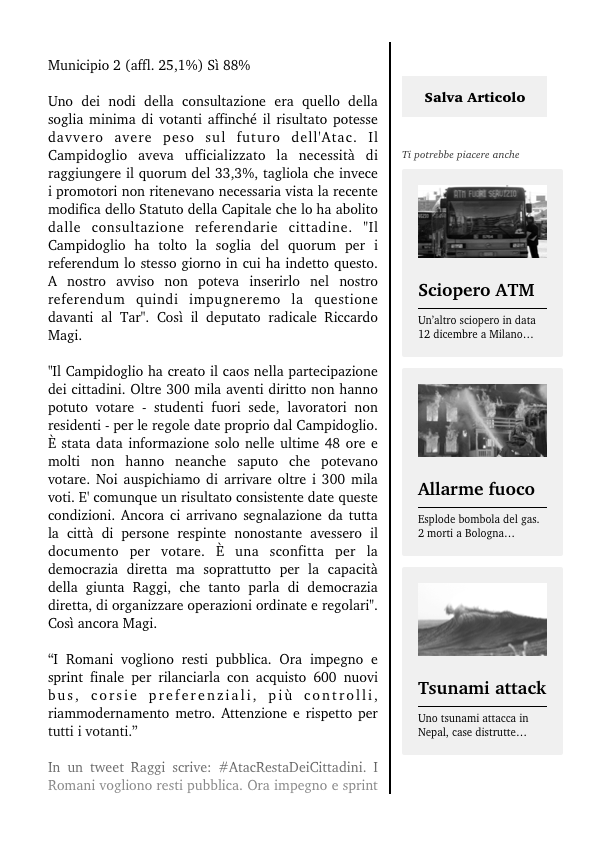 Municipio 2 (affl. 25,1%) Sì 88%
Uno dei nodi della consultazione era quello della
soglia minima di votanti affinché il risultato potesse
davvero avere peso sul futuro dell'Atac. Il
Campidoglio aveva ufficializzato la necessità di
raggiungere il quorum del 33,3%, tagliola che invece
i promotori non ritenevano necessaria vista la recente
modifica dello Statuto della Capitale che lo ha abolito
dalle consultazione referendarie cittadine. "Il
Campidoglio ha tolto la soglia del quorum per i
referendum lo stesso giorno in cui ha indetto questo.
A nostro avviso non poteva inserirlo nel nostro
referendum quindi impugneremo la questione
davanti al Tar". Così il deputato radicale Riccardo
Magi.
"Il Campidoglio ha creato il caos nella partecipazione
dei cittadini. Oltre 300 mila aventi diritto non hanno
potuto votare - studenti fuori sede, lavoratori non
residenti - per le regole date proprio dal Campidoglio.
È stata data informazione solo nelle ultime 48 ore e
molti non hanno neanche saputo che potevano
votare. Noi auspichiamo di arrivare oltre i 300 mila
voti. E' comunque un risultato consistente date queste
condizioni. Ancora ci arrivano segnalazione da tutta
la città di persone respinte nonostante avessero il
documento per votare. È una sconfitta per la
democrazia diretta ma soprattutto per la capacità
della giunta Raggi, che tanto parla di democrazia
diretta, di organizzare operazioni ordinate e regolari".
Così ancora Magi.
“I Romani vogliono resti pubblica. Ora impegno e
sprint finale per rilanciarla con acquisto 600 nuovi
bus, corsie preferenziali, più controlli,
riammodernamento metro. Attenzione e rispetto per
tutti i votanti.”
In un tweet Raggi scrive: #AtacRestaDeiCittadini. I
Romani vogliono resti pubblica. Ora impegno e sprint
Salva Articolo
Ti potrebbe piacere anche
ATM FUORI SERVIZIO
Sciopero ATM
Un'altro sciopero in data
12 dicembre a Milano…
Allarme fuoco
Esplode bombola del gas.
2 morti a Bologna…
Tsunami attack
Uno tsunami attacca in
Nepal, case distrutte…